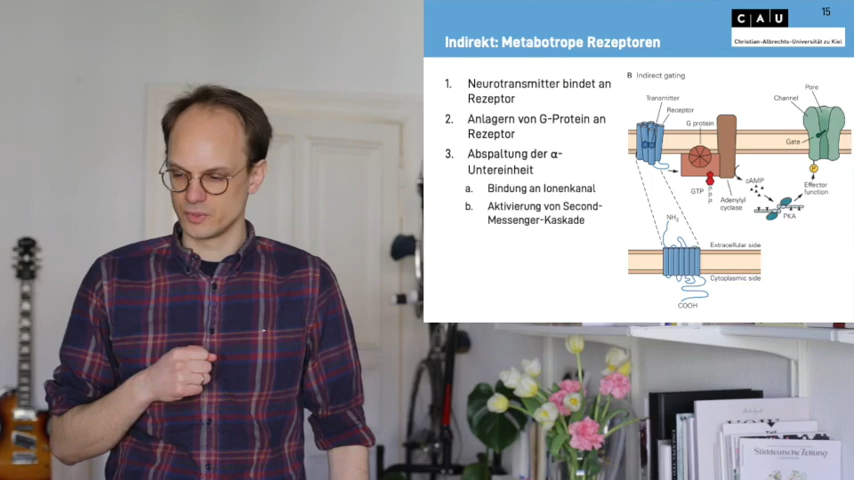 15
C A U
Christian-Albrechts-Universität zu Kiel
Indirekt: Metabotrope Rezeptoren
1. Neurotransmitter bindet an
Rezeptor
2. Anlagern von G-Protein an
Rezeptor
3. Abspaltung der α-
Untereinheit
a. Bindung an Ionenkanal
b. Aktivierung von Second-
Messenger-Kaskade
B Indirect gating
Transmitter
Receptor
G protein
GTP
P
P
P
Adenylyl
cyclase
cAMP
PKA
Pore
Channel
Gate
P
Effector
function
NH2
Extracellular side
Cytoplasmic side
COOH
Süddeutsche Zeitung